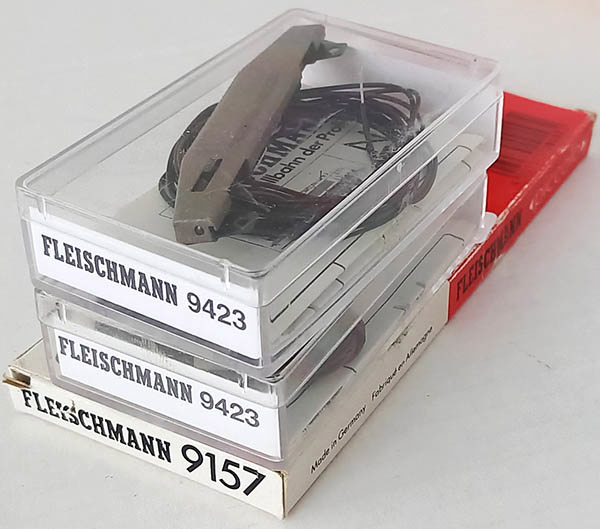 FLEISCHMANN 9423
FLEISCHMANN 9423
FLEISCHMANN 9157
Made in Germany Fabriqué en Allemagne
FLEISCHMANN